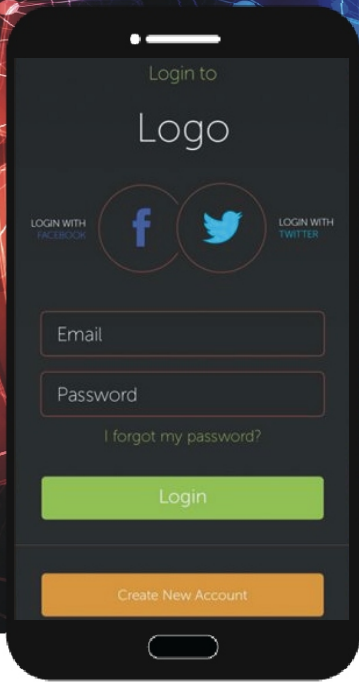 Login to
Logo
LOGIN WITH
FACEBOOK
LOGIN WITH
TWITTER
Email
Password
I forgot my password?
Login
Create New Account